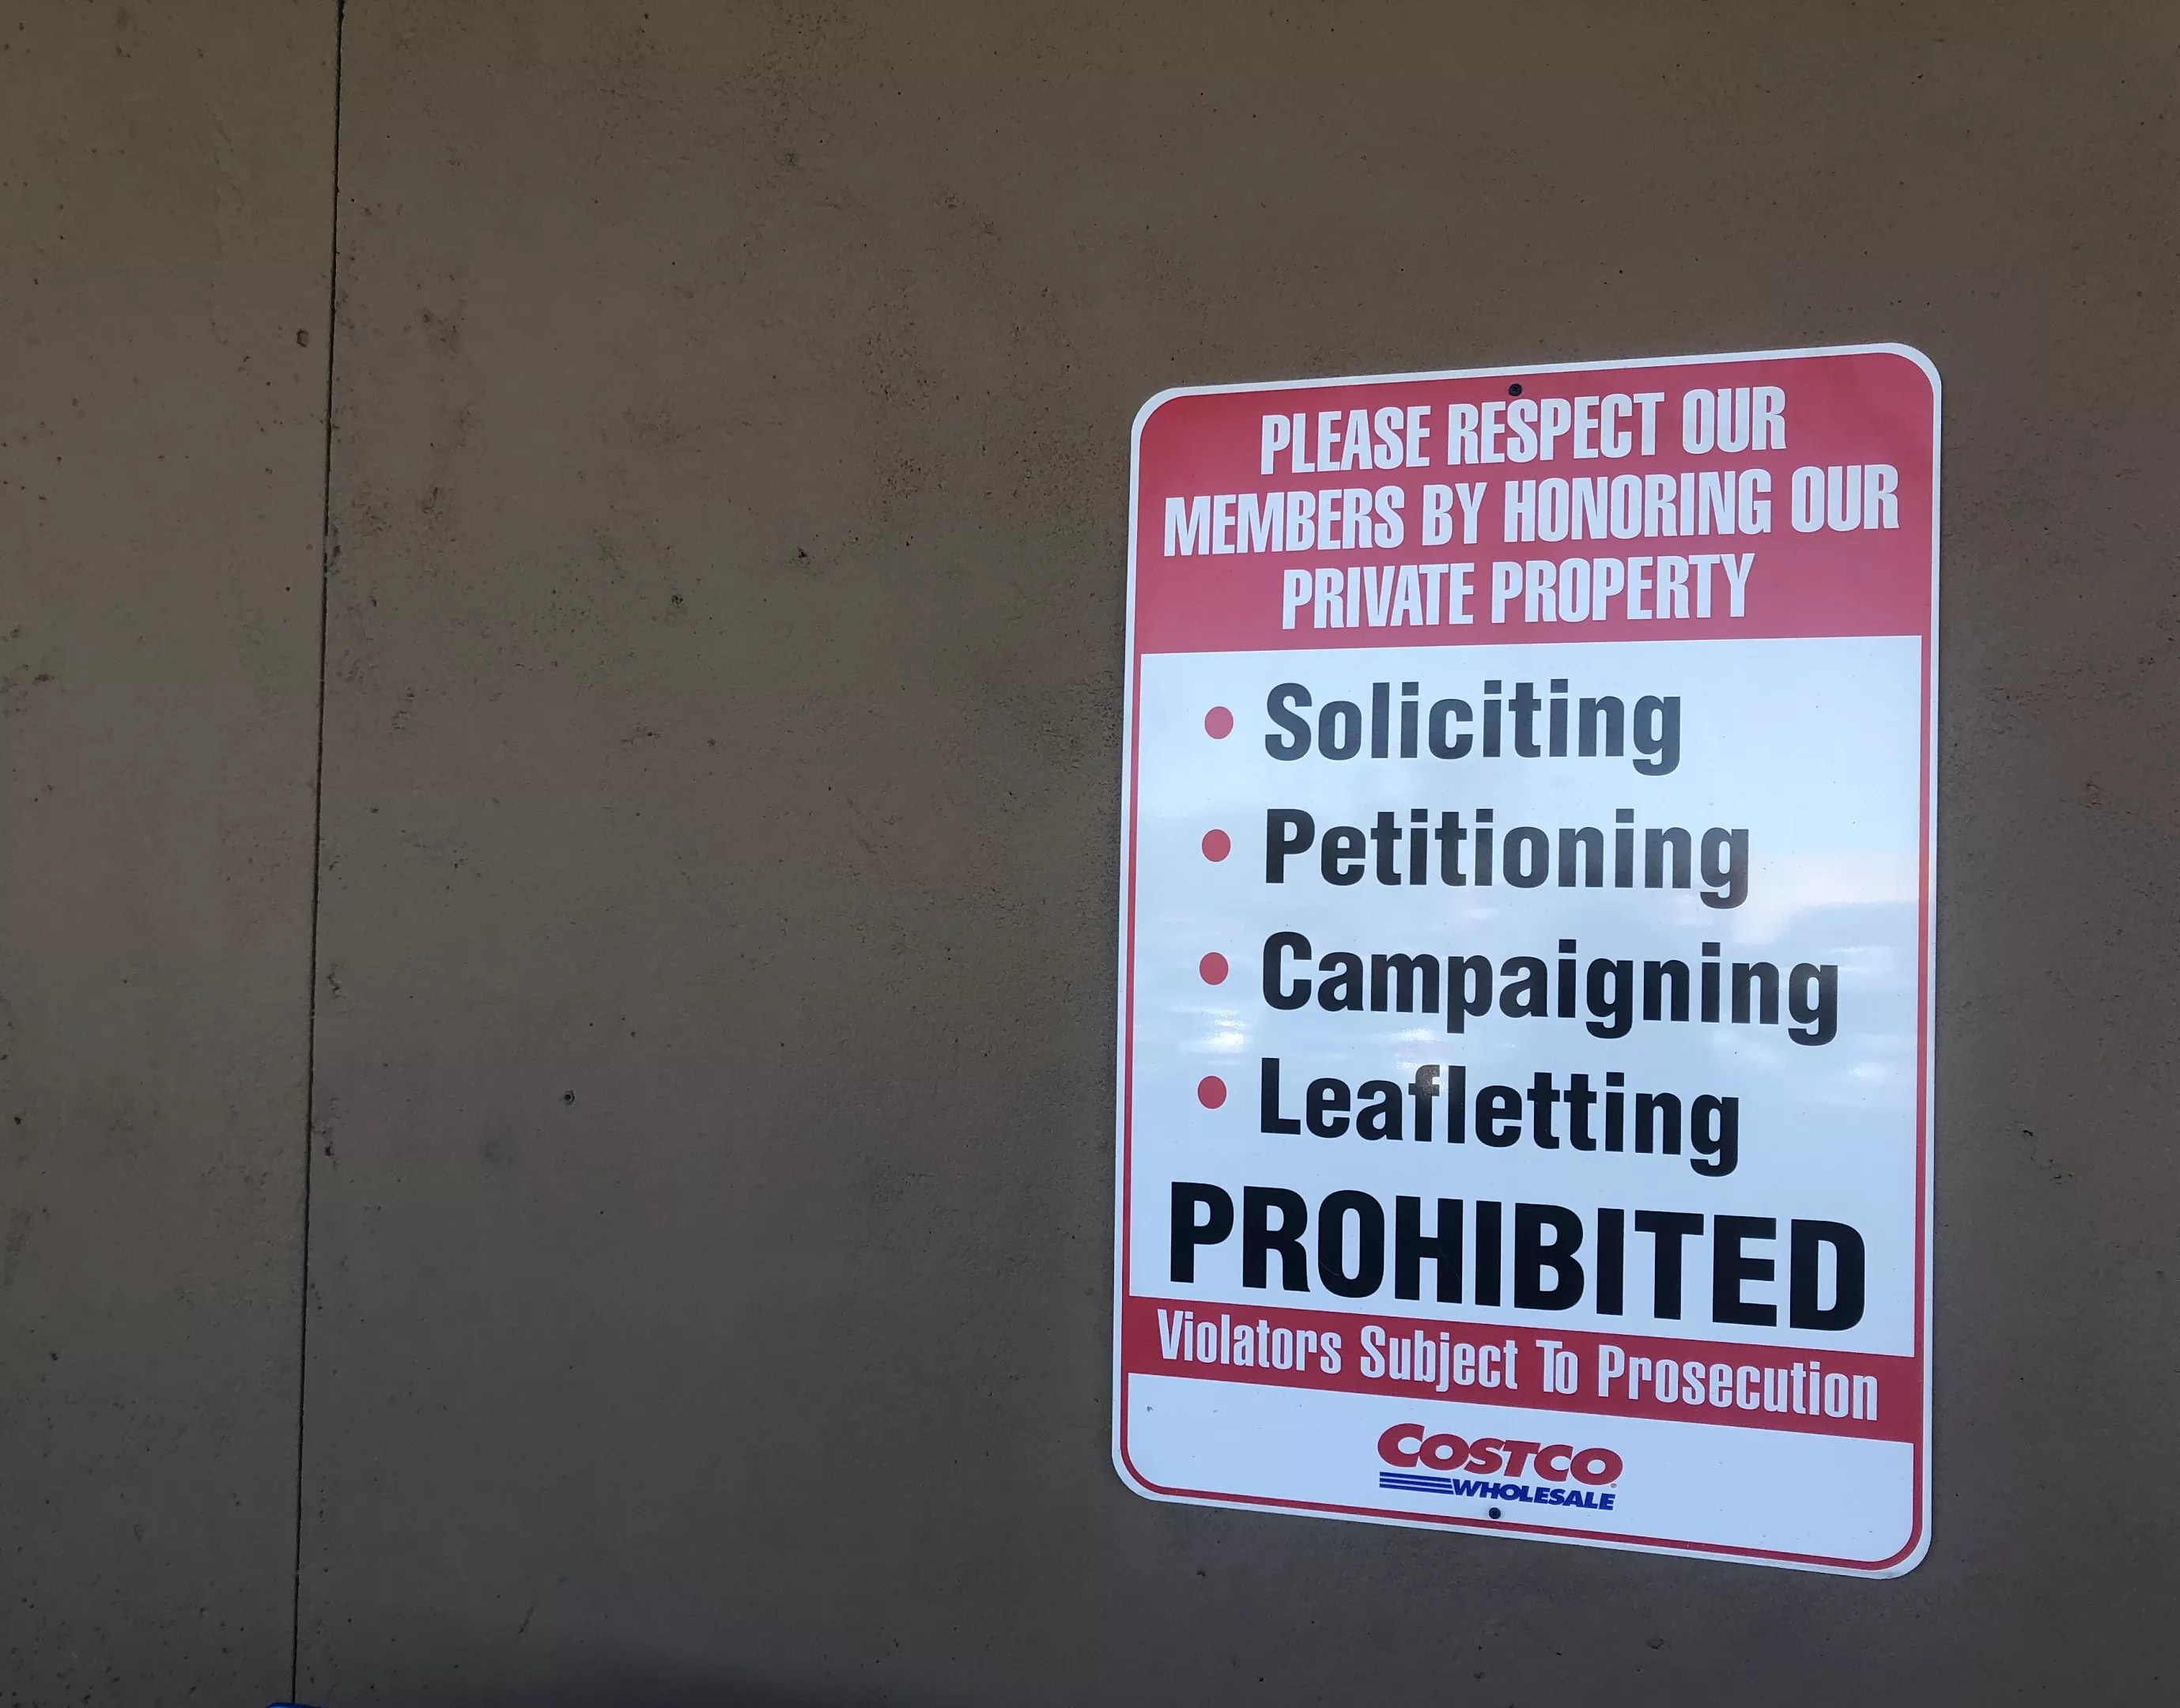 PLEASE RESPECT OUR
MEMBERS BY HONORING OUR
PRIVATE PROPERTY
• Soliciting
• Petitioning
• Campaigning
• Leafletting
PROHIBITED
Violators Subject To Prosecution
COSTCO
WHOLESALE